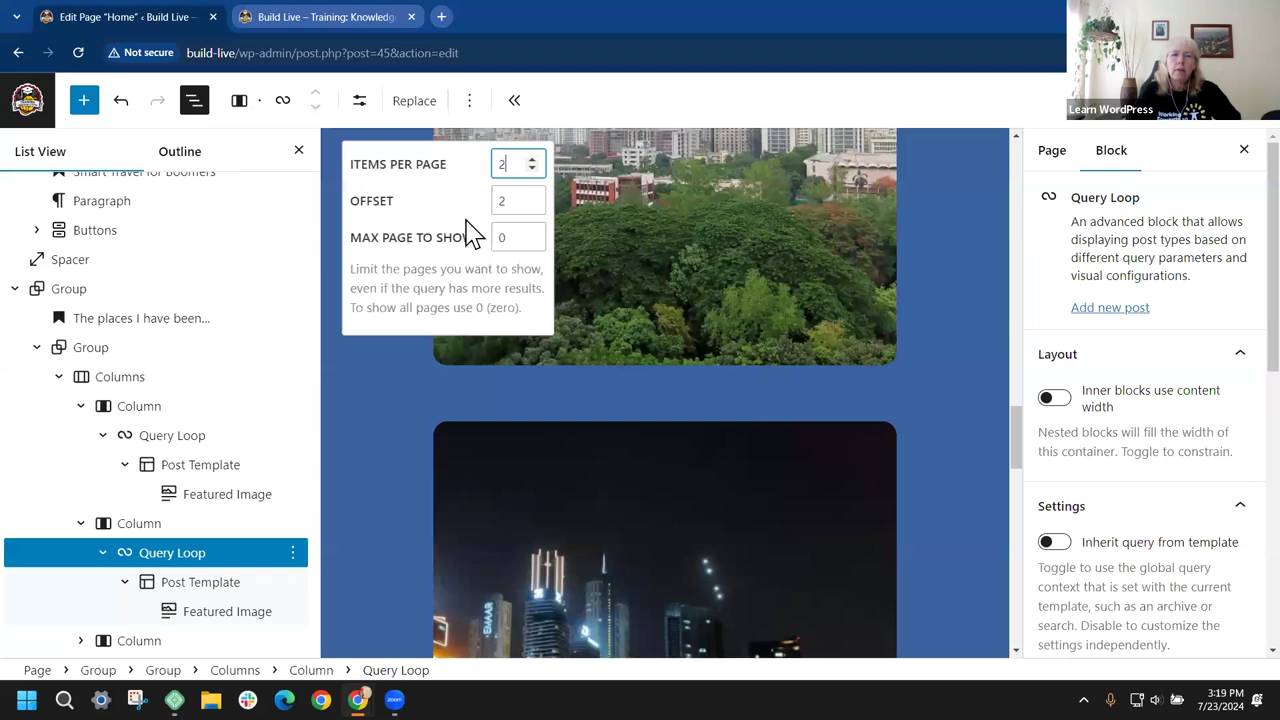 Edit Page "Home" ‹ Build Live –
Build Live – Training: Knowledg
Not secure
build-live/wp-admin/post.php?post=45&action=edit
Learn WordPress
Replace
List View
Outline
Smart Travel for Boomers
Paragraph
Buttons
Spacer
Group
The places I have been...
Group
Columns
Column
Query Loop
Post Template
Featured Image
Column
Query Loop
Post Template
Featured Image
Column
ITEMS PER PAGE
2
OFFSET
2
MAX PAGE TO SHOW
0
Limit the pages you want to show,
even if the query has more results.
To show all pages use 0 (zero).
EMAAR
Page
Block
Query Loop
An advanced block that allows
displaying post types based on
different query parameters and
visual configurations.
Add new post
Layout
Inner blocks use content
width
Nested blocks will fill the width of
this container. Toggle to constrain.
Settings
Inherit query from template
Toggle to use the global query
context that is set with the current
template, such as an archive or
search. Disable to customize the
settings independently.
Page
Group
Group
Columns
Column
Query Loop
zoom
3:19 PM
7/23/2024